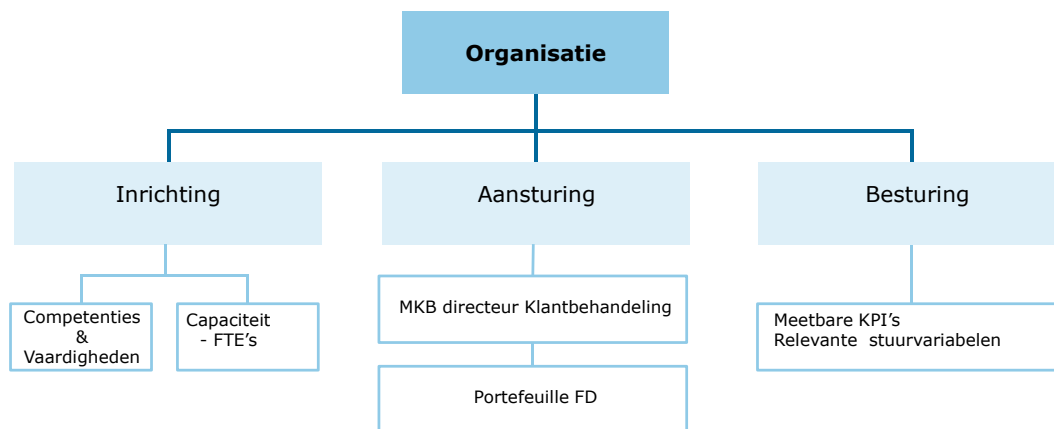 Organisatie
Inrichting
Aansturing
Besturing
Competenties
&
Vaardigheden
Capaciteit
- FTE’s
MKB directeur Klantbehandeling
Portefeuille FD
Meetbare KPI’s
Relevante stuurvariabelen